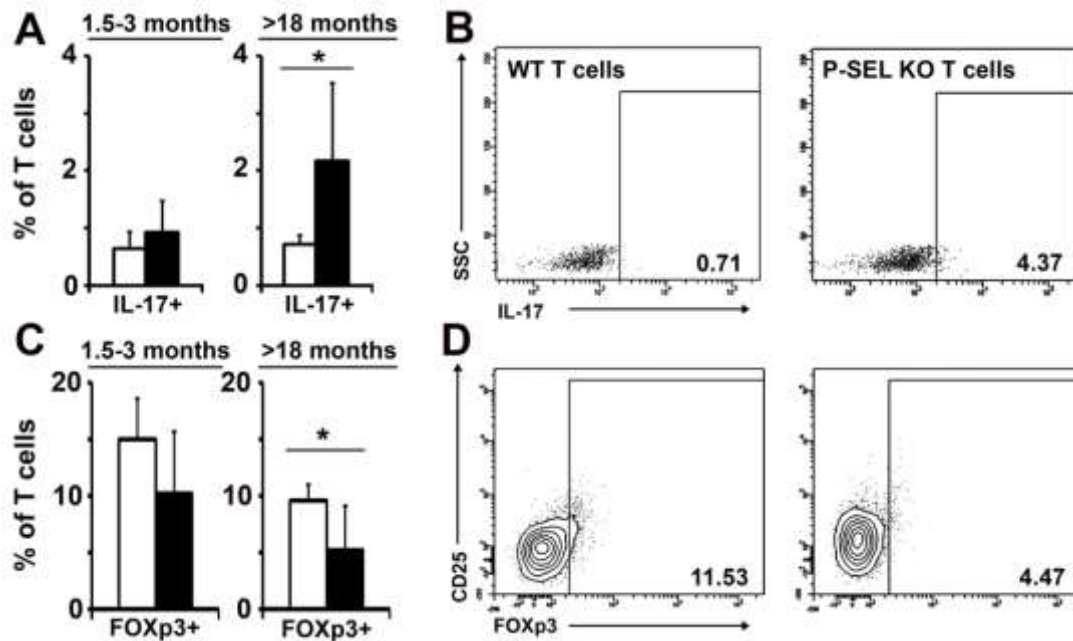 A
1.5-3 months
>18 months
% of T cells
4
2
0
IL-17+
4
2
0
*
IL-17+
B
WT T cells
P-SEL KO T cells
SSC
0.71
4.37
IL-17
C
1.5-3 months
>18 months
% of T cells
20
10
0
FOXp3+
20
10
0
*
FOXp3+
D
CD25
11.53
4.47
FOXp3